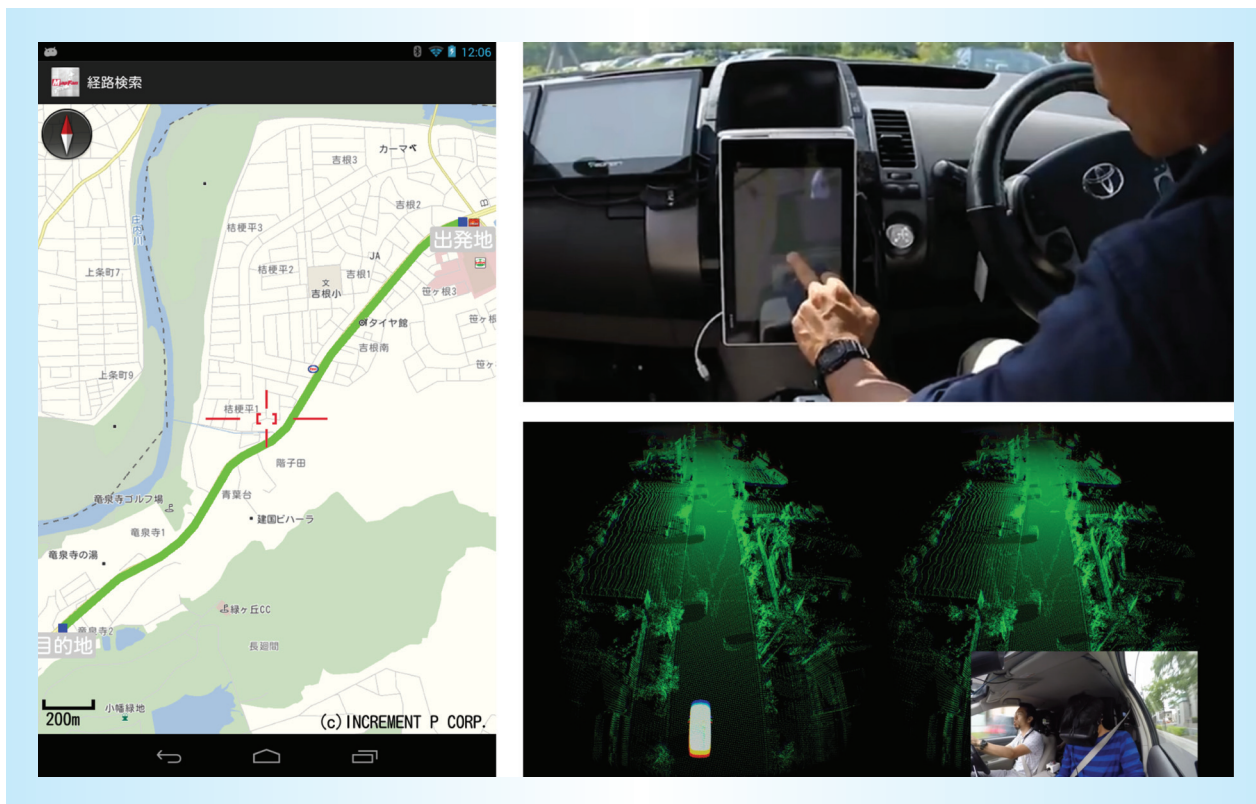 12:06
経路検索
吉根3
カーマ
吉根2
桔梗平3
出発地
庄内川
JA
上条町7
桔梗平2
吉根1
文
吉根小
笹ヶ根3
タイヤ館
笹ヶ根
吉根南
笹ヶ
上条町9
桔梗平1
階子田
青葉台
竜泉寺ゴルフ場
建国ビハーラ
竜泉寺1
竜泉寺の湯
緑ヶ丘CC
竜泉寺2
目的地
長廻間
小幡緑地
200m
(c)INCREMENT P CORP.